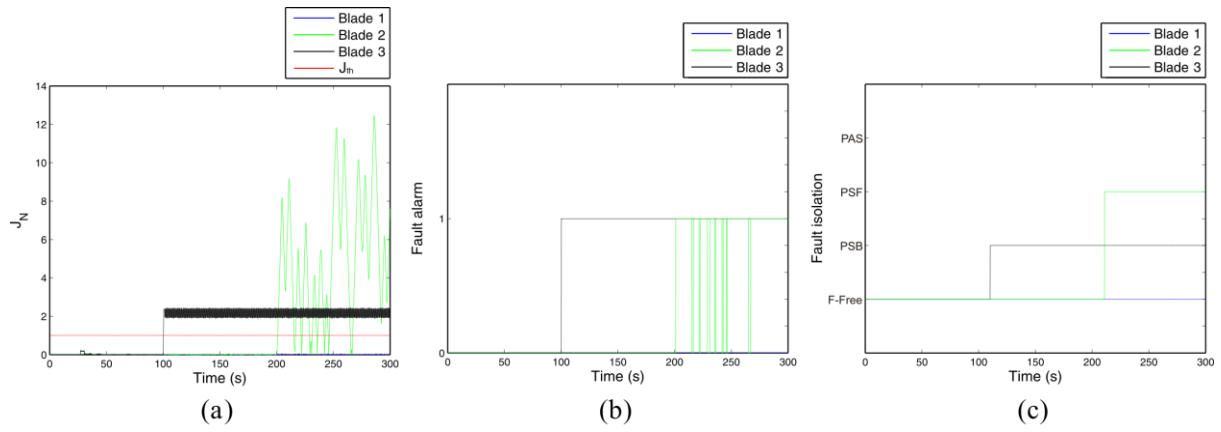 Blade 1
Blade 2
Blade 3
Jth
14
12
10
8
6
4
2
0
JN
0
50
100
150
200
250
300
Time (s)
(a)
Blade 1
Blade 2
Blade 3
1
Fault alarm
0
50
100
150
200
250
300
Time (s)
(b)
Blade 1
Blade 2
Blade 3
PAS
PSF
PSB
F-Free
Fault isolation
0
50
100
150
200
250
300
Time (s)
(c)